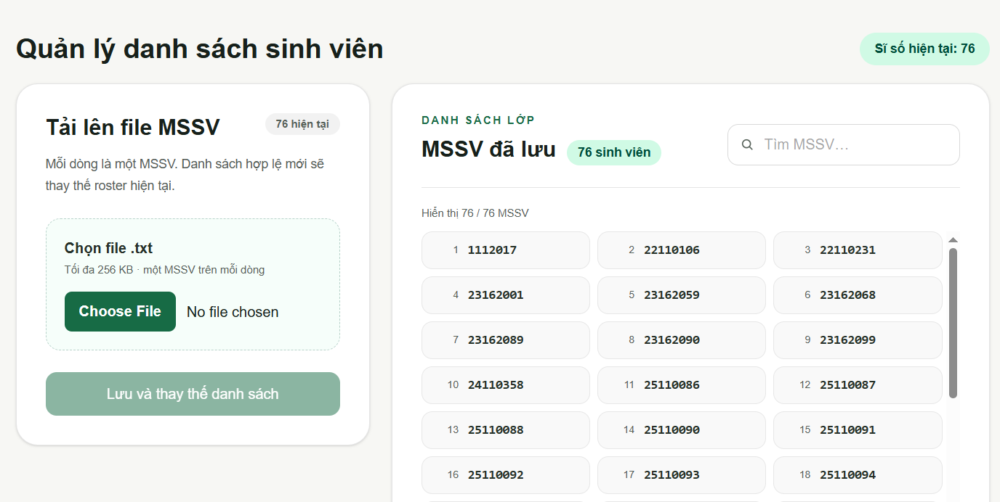 Quản lý danh sách sinh viên
Sĩ số hiện tại: 76
Tải lên file MSSV
76 hiện tại
Mỗi dòng là một MSSV. Danh sách hợp lệ mới sẽ
thay thế roster hiện tại.
Chọn file .txt
Tối đa 256 KB · một MSSV trên mỗi dòng
Choose File No file chosen
Lưu và thay thế danh sách
DANH SÁCH LỚP
MSSV đã lưu 76 sinh viên
Tìm MSSV…
Hiển thị 76 / 76 MSSV
1 1112017 2 22110106 3 22110231
4 23162001 5 23162059 6 23162068
7 23162089 8 23162090 9 23162099
10 24110358 11 25110086 12 25110087
13 25110088 14 25110090 15 25110091
16 25110092 17 25110093 18 25110094